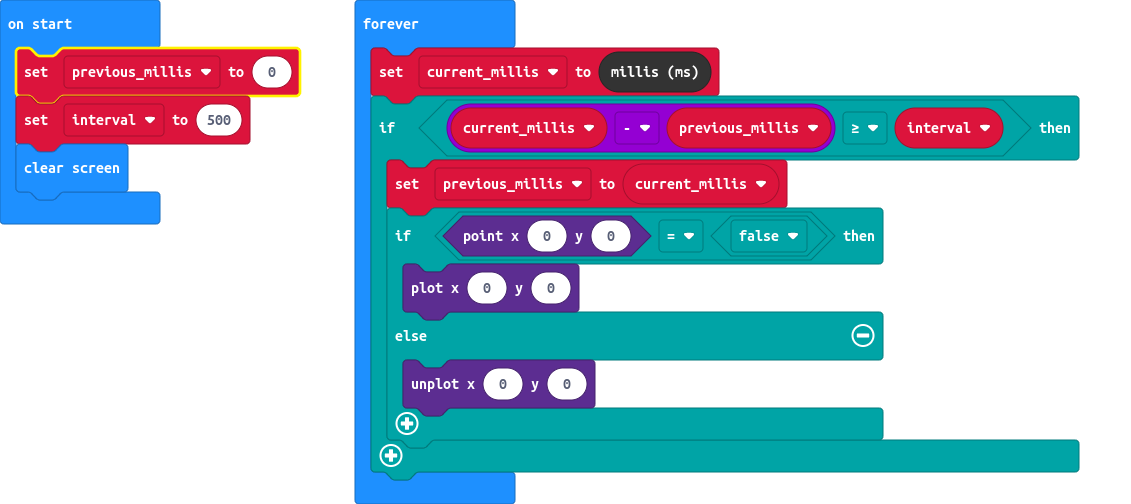 on start
set previous_millis to 0
set interval to 500
clear screen
forever
set current_millis to millis (ms)
if current_millis - previous_millis ≥ interval then
set previous_millis to current_millis
if point x 0 y 0 = false then
plot x 0 y 0
else
unplot x 0 y 0